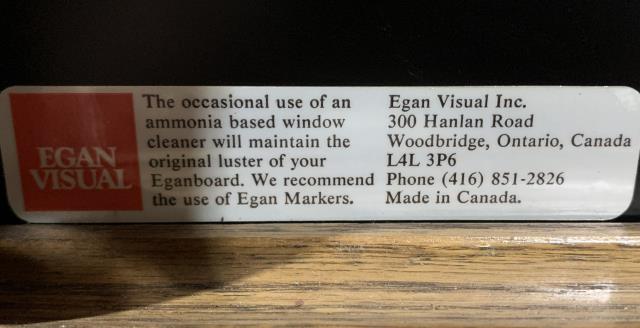 EGAN
VISUAL
The occasional use of an
ammonia based window
cleaner will maintain the
original luster of your
Eganboard. We recommend
the use of Egan Markers.
Egan Visual Inc.
300 Hanlan Road
Woodbridge, Ontario, Canada
L4L 3P6
Phone (416) 851-2826
Made in Canada.